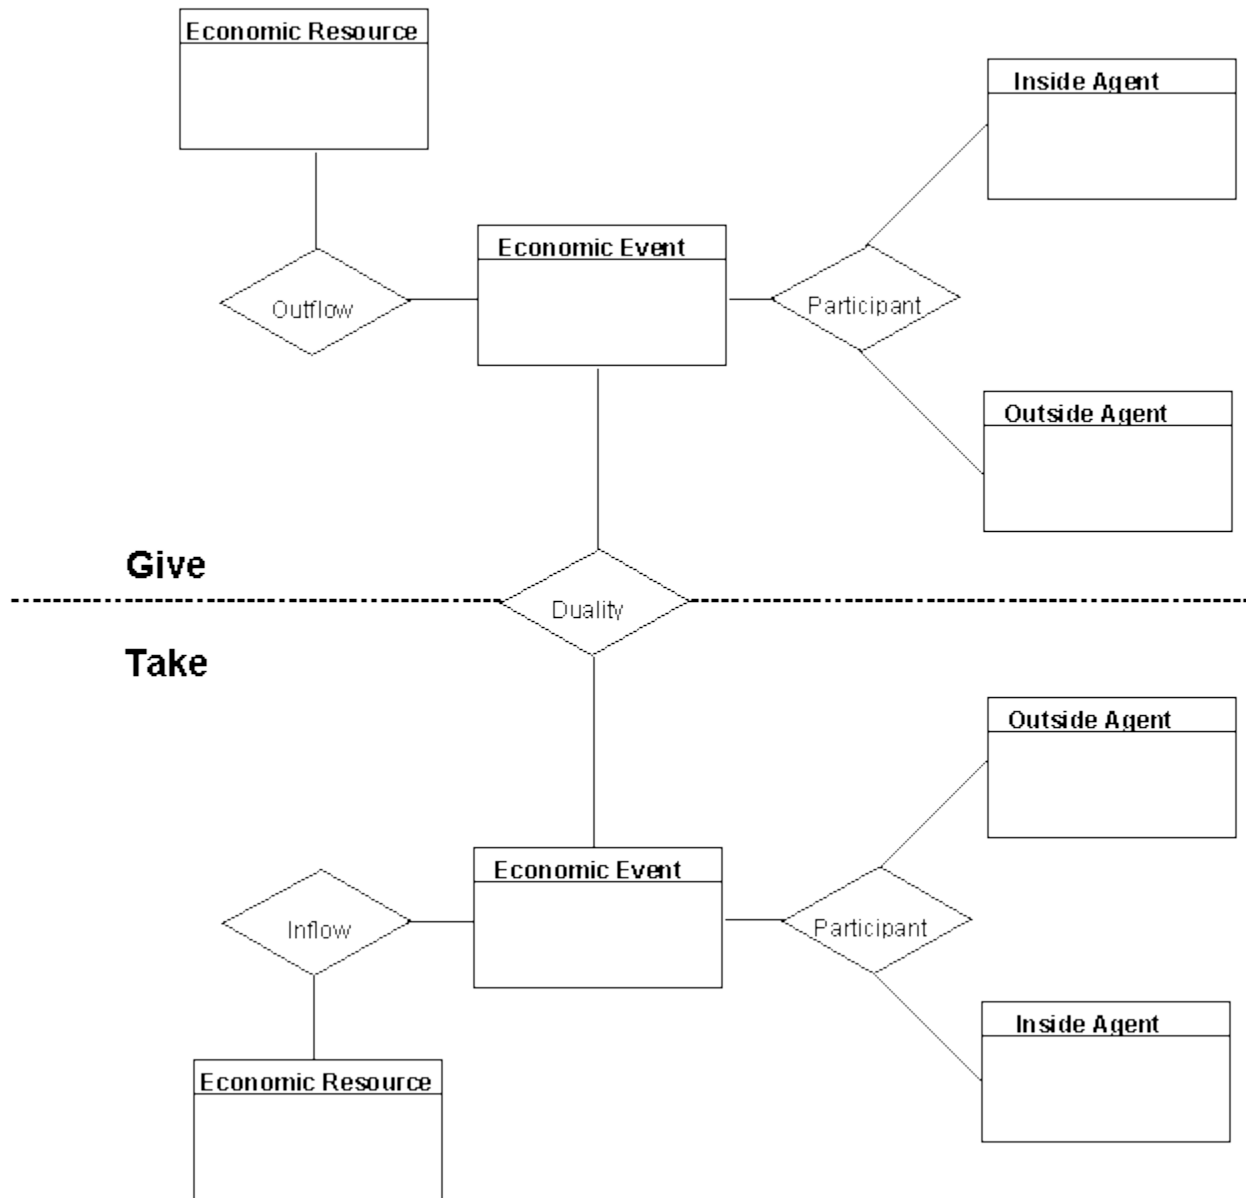 Economic Resource
Inside Agent
Economic Event
Outflow
Participant
Outside Agent
Give
Duality
Take
Outside Agent
Economic Event
Inflow
Participant
Inside Agent
Economic Resource